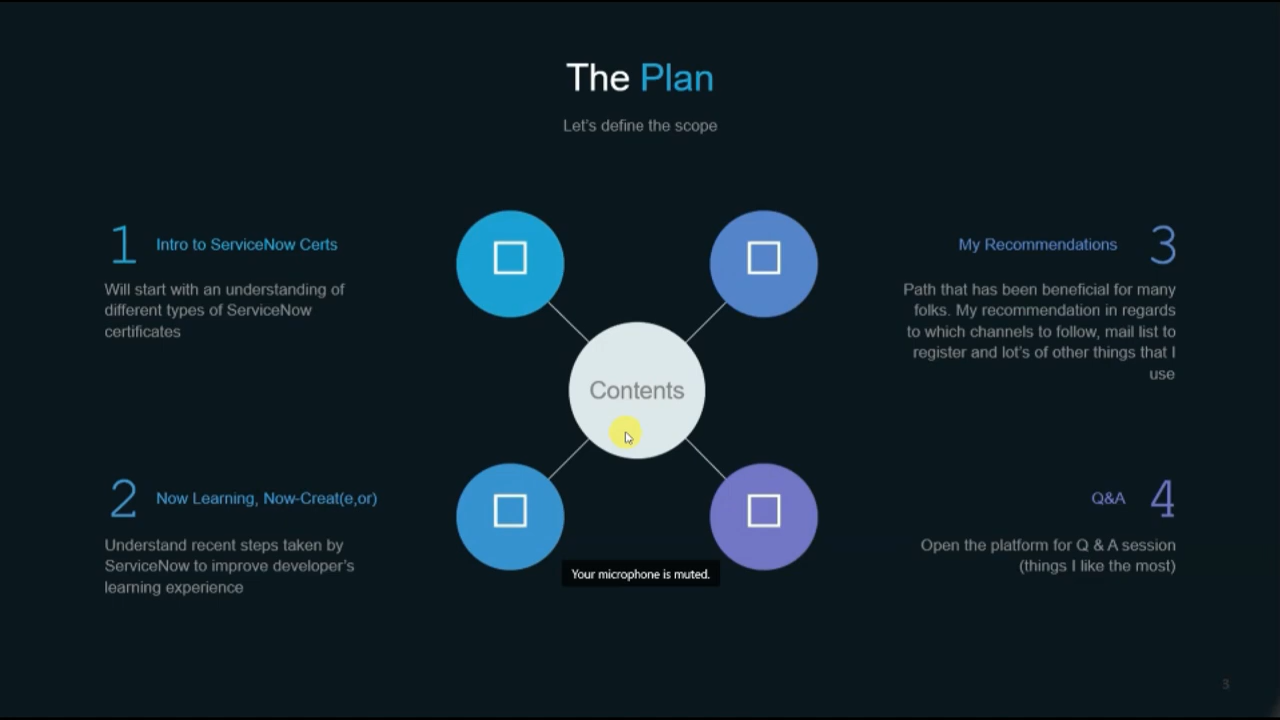 The Plan
Let's define the scope
1 Intro to ServiceNow Certs
Will start with an understanding of
different types of ServiceNow
certificates
2 Now Learning, Now-Creat(e,or)
Understand recent steps taken by
ServiceNow to improve developer's
learning experience
Contents
My Recommendations 3
Path that has been beneficial for many
folks. My recommendation in regards
to which channels to follow, mail list to
register and lot's of other things that I
use
Q&A 4
Open the platform for Q & A session
(things I like the most)
Your microphone is muted.
3